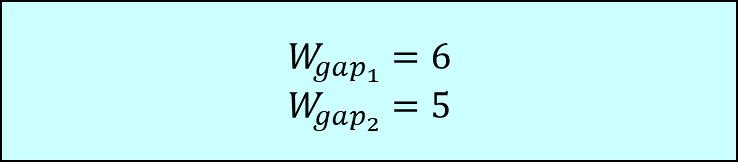 W_{gap_1} = 6
W_{gap_2} = 5